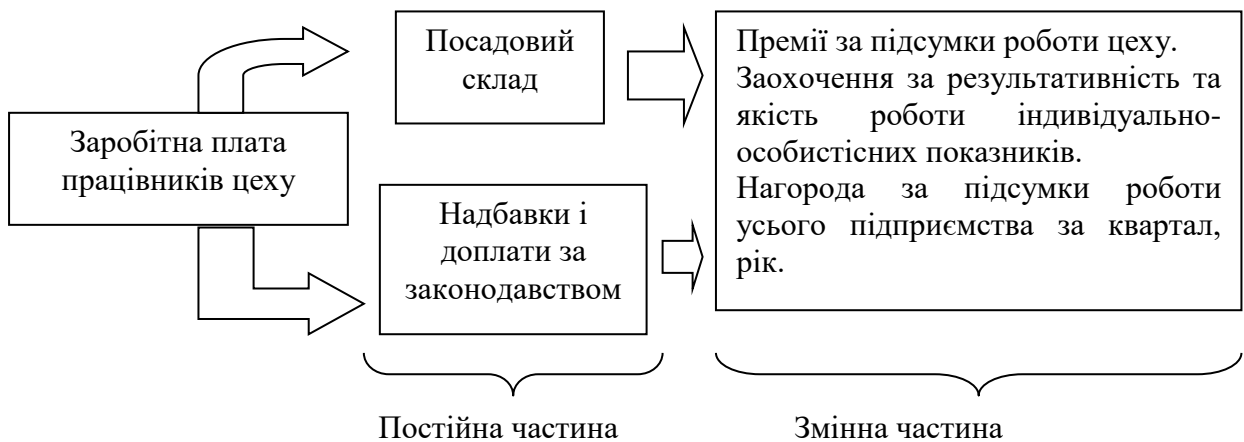 Заробітна плата
працівників цеху
Посадовий
склад
Надбавки і
доплати за
законодавством
Премії за підсумки роботи цеху.
Заохочення за результативність та
якість роботи індивідуально-
особистісних показників.
Нагорода за підсумки роботи
усього підприємства за квартал,
рік.
Постійна частина
Змінна частина